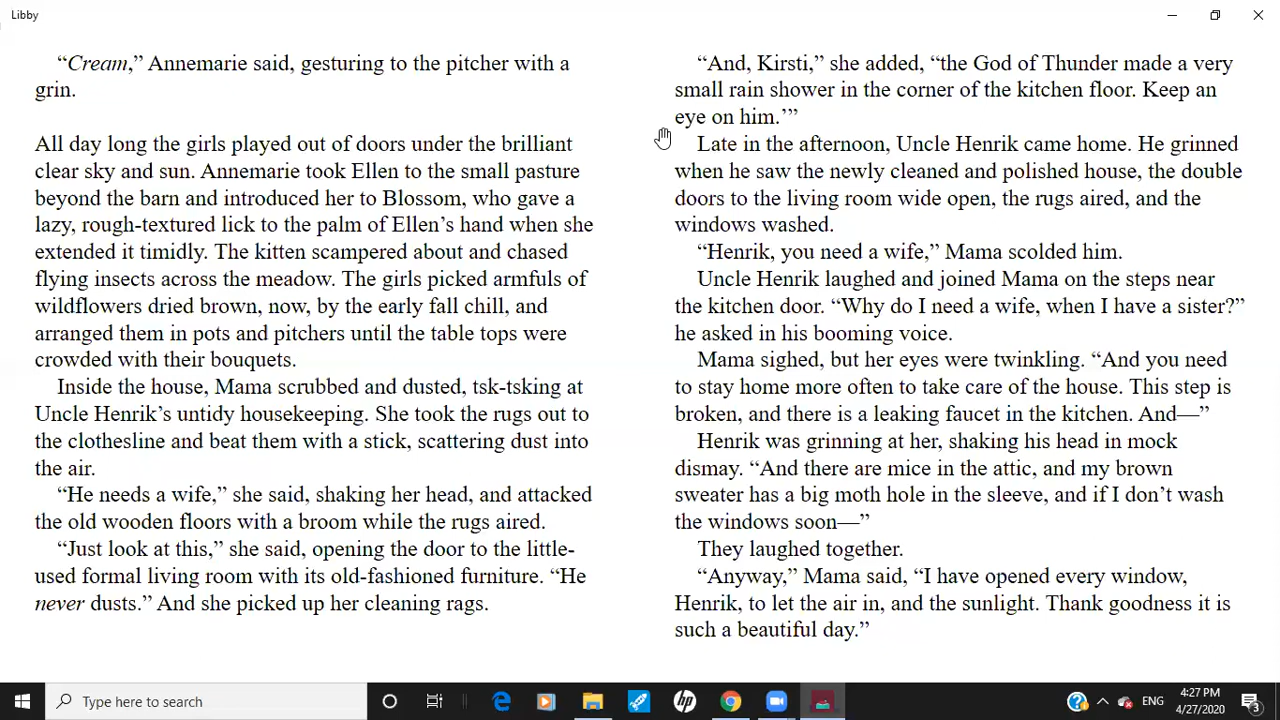 Libby
“Cream,” Annemarie said, gesturing to the pitcher with a
grin.
All day long the girls played out of doors under the brilliant
clear sky and sun. Annemarie took Ellen to the small pasture
beyond the barn and introduced her to Blossom, who gave a
lazy, rough-textured lick to the palm of Ellen’s hand when she
extended it timidly. The kitten scampered about and chased
flying insects across the meadow. The girls picked armfuls of
wildflowers dried brown, now, by the early fall chill, and
arranged them in pots and pitchers until the table tops were
crowded with their bouquets.
Inside the house, Mama scrubbed and dusted, tsk-tsking at
Uncle Henrik’s untidy housekeeping. She took the rugs out to
the clothesline and beat them with a stick, scattering dust into
the air.
“He needs a wife,” she said, shaking her head, and attacked
the old wooden floors with a broom while the rugs aired.
“Just look at this,” she said, opening the door to the little-
used formal living room with its old-fashioned furniture. “He
never dusts.” And she picked up her cleaning rags.
“And, Kirsti,” she added, “the God of Thunder made a very
small rain shower in the corner of the kitchen floor. Keep an
eye on him.’”
Late in the afternoon, Uncle Henrik came home. He grinned
when he saw the newly cleaned and polished house, the double
doors to the living room wide open, the rugs aired, and the
windows washed.
“Henrik, you need a wife,” Mama scolded him.
Uncle Henrik laughed and joined Mama on the steps near
the kitchen door. “Why do I need a wife, when I have a sister?”
he asked in his booming voice.
Mama sighed, but her eyes were twinkling. “And you need
to stay home more often to take care of the house. This step is
broken, and there is a leaking faucet in the kitchen. And—”
Henrik was grinning at her, shaking his head in mock
dismay. “And there are mice in the attic, and my brown
sweater has a big moth hole in the sleeve, and if I don’t wash
the windows soon—”
They laughed together.
“Anyway,” Mama said, “I have opened every window,
Henrik, to let the air in, and the sunlight. Thank goodness it is
such a beautiful day.”
Type here to search
hp
ENG
4:27 PM
4/27/2020
3